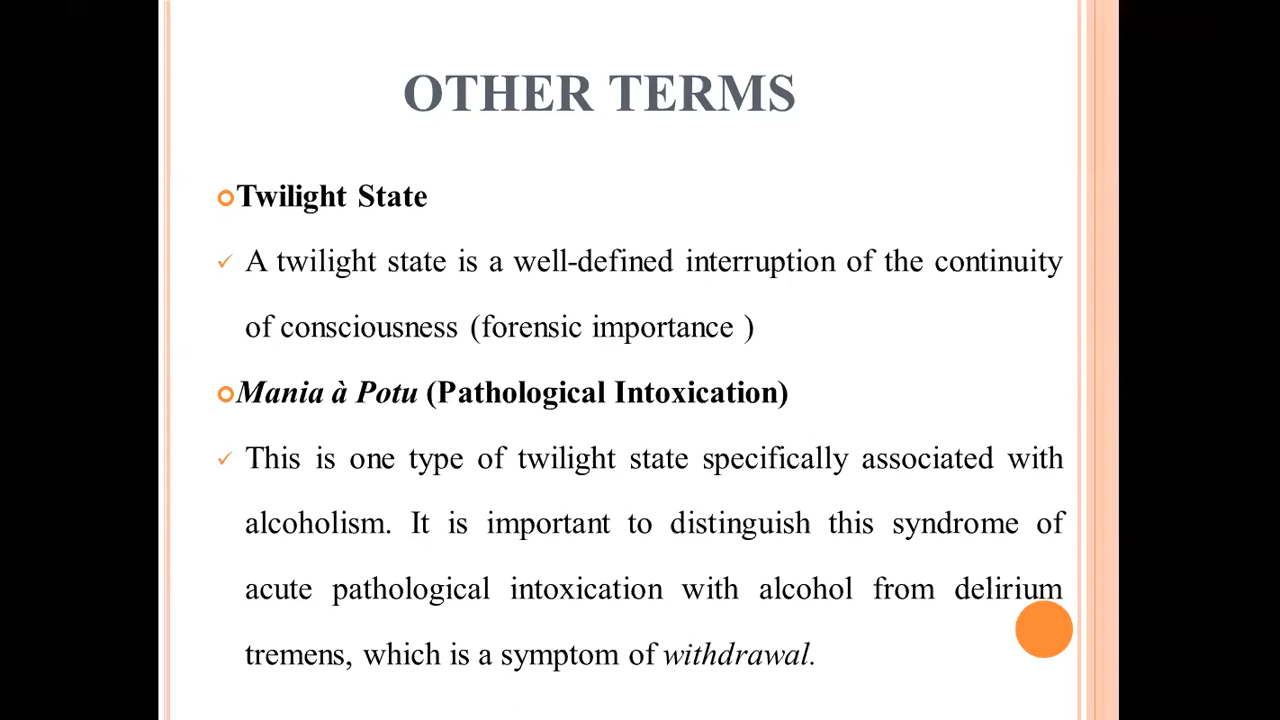 OTHER TERMS
Twilight State
✓ A twilight state is a well-defined interruption of the continuity
of consciousness (forensic importance )
Mania à Potu (Pathological Intoxication)
✓ This is one type of twilight state specifically associated with
alcoholism. It is important to distinguish this syndrome of
acute pathological intoxication with alcohol from delirium
tremens, which is a symptom of withdrawal.